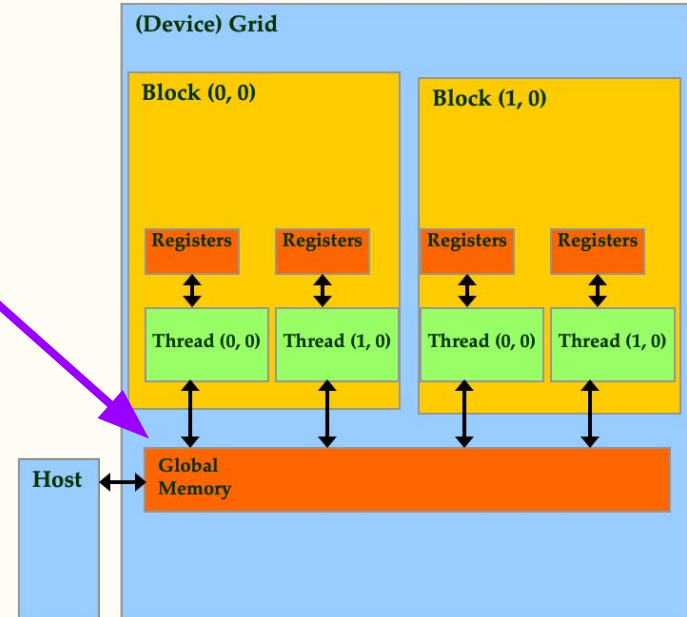 (Device) Grid
Block (0, 0)
Block (1, 0)
Registers
Registers
Registers
Registers
Thread (0, 0)
Thread (1, 0)
Thread (0, 0)
Thread (1, 0)
Host
Global
Memory